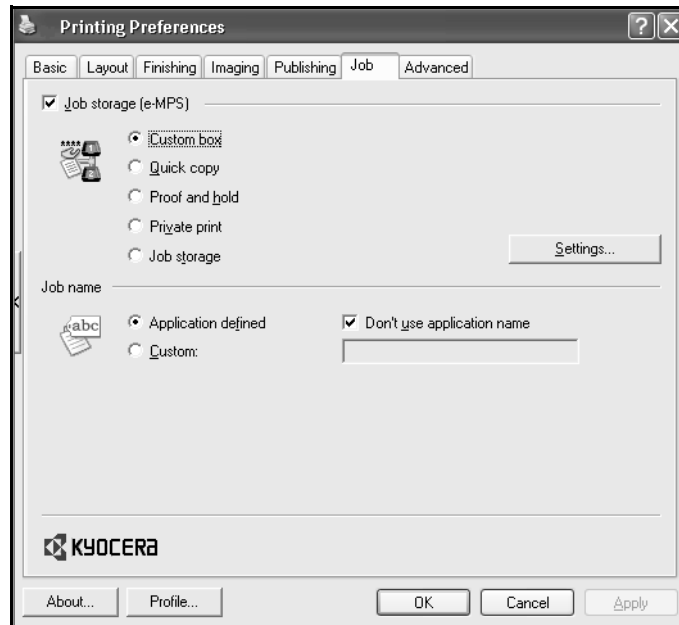 Printing Preferences
Basic Layout Finishing Imaging Publishing Job Advanced
Job storage (e-MPS)
Custom box
Quick copy
Proof and hold
Private print
Job storage
Settings...
Job name
abc
Application defined
Don't use application name
Custom:
KYOCERA
About... Profile... OK Cancel Apply